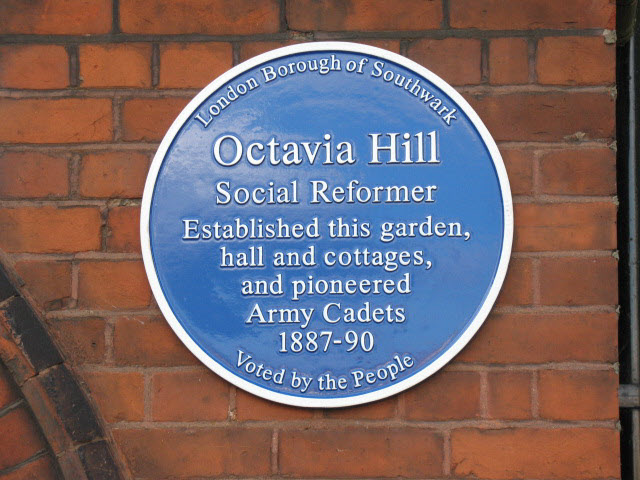 London Borough of Southwark
Octavia Hill
Social Reformer
Established this garden,
hall and cottages,
and pioneered
Army Cadets
1887-90
Voted by the People